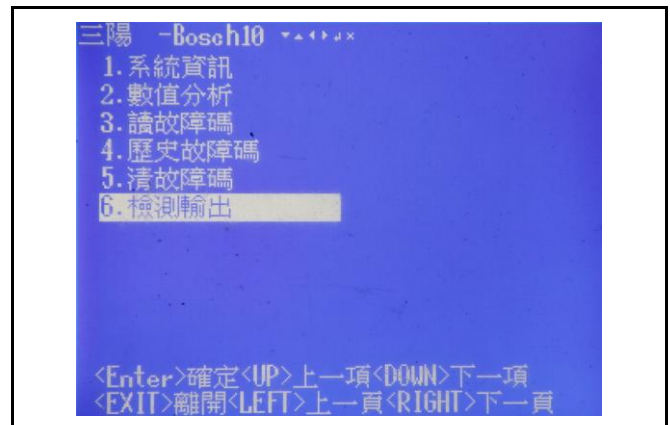 三陽 -Bosch10 ▼▲◀▶↲×
1.系統資訊
2.數值分析
3.讀故障碼
4.歷史故障碼
5.清故障碼
6.檢測輸出
<Enter>確定<UP>上一項<DOWN>下一項
<EXIT>離開<LEFT>上一頁<RIGHT>下一頁